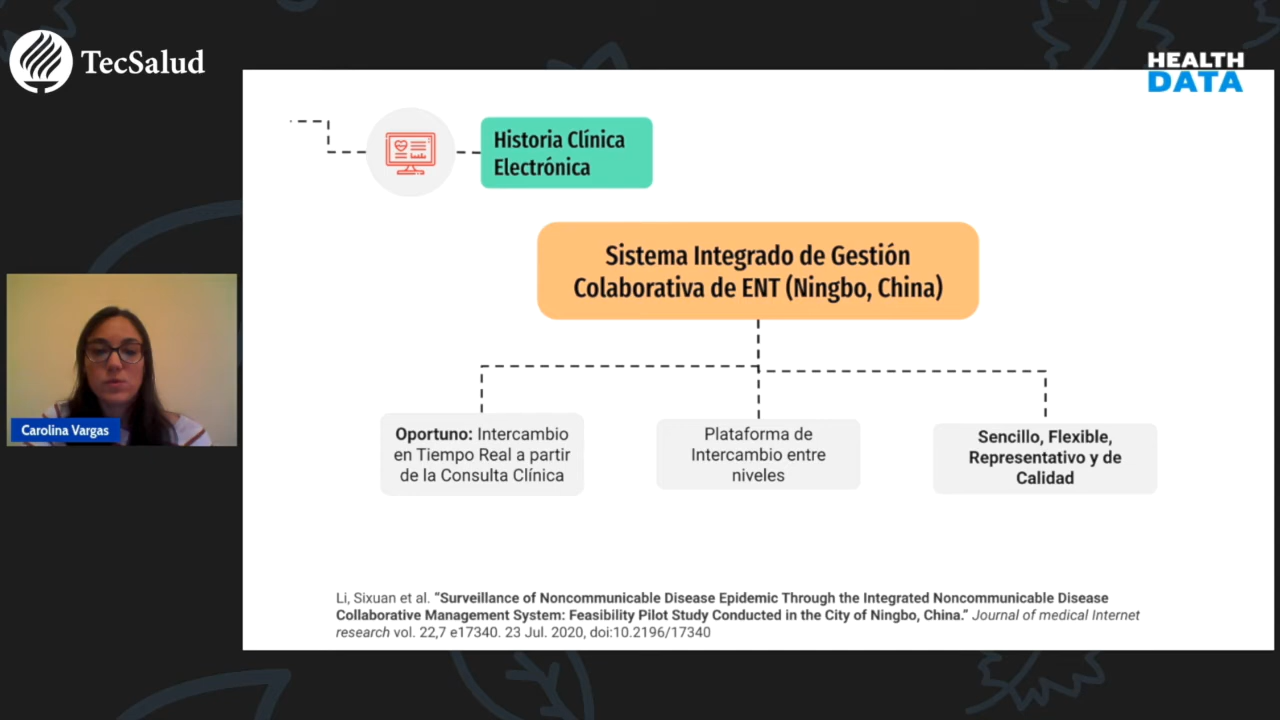 TecSalud
HEALTH
DATA
Historia Clínica
Electrónica
Sistema Integrado de Gestión
Colaborativa de ENT (Ningbo, China)
Oportuno: Intercambio
en Tiempo Real a partir
de la Consulta Clínica
Plataforma de
Intercambio entre
niveles
Sencillo, Flexible,
Representativo y de
Calidad
Carolina Vargas
Li, Sixuan et al. “Surveillance of Noncommunicable Disease Epidemic Through the Integrated Noncommunicable Disease
Collaborative Management System: Feasibility Pilot Study Conducted in the City of Ningbo, China.” Journal of medical Internet
research vol. 22,7 e17340. 23 Jul. 2020, doi:10.2196/17340